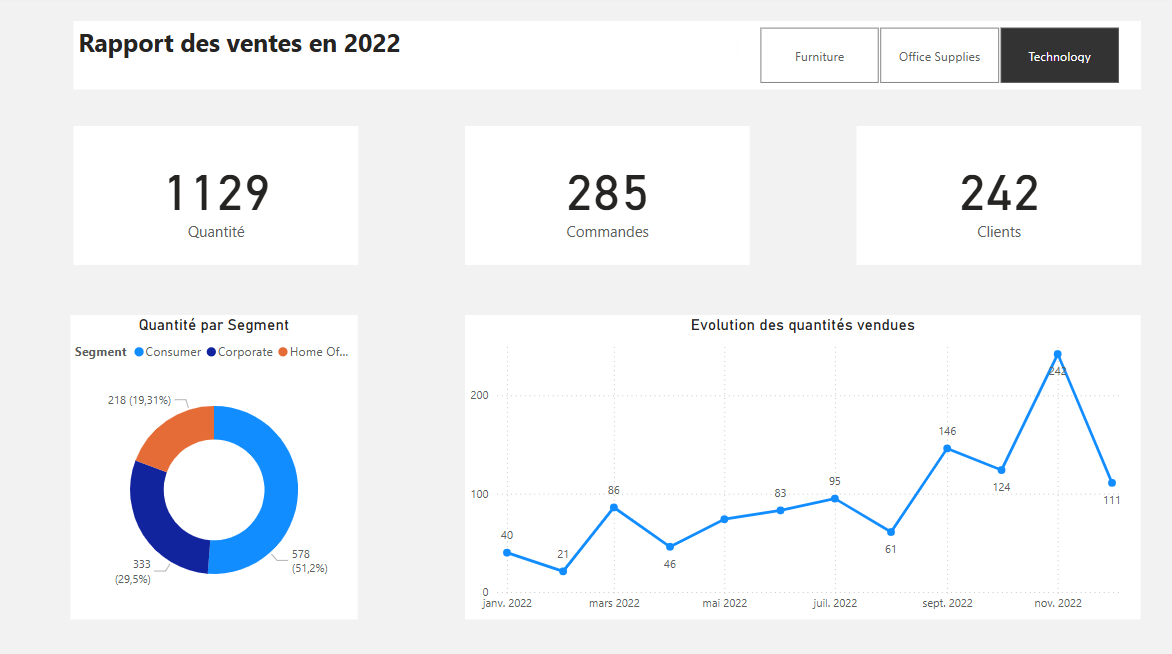 Rapport des ventes en 2022
Furniture
Office Supplies
Technology
1129
Quantité
285
Commandes
242
Clients
Quantité par Segment
Segment Consumer Corporate Home Of...
218 (19,31%)
578
(51,2%)
333
(29,5%)
Evolution des quantités vendues
200
100
0
40
21
86
46
83
95
61
146
124
242
111
janv. 2022
mars 2022
mai 2022
juil. 2022
sept. 2022
nov. 2022